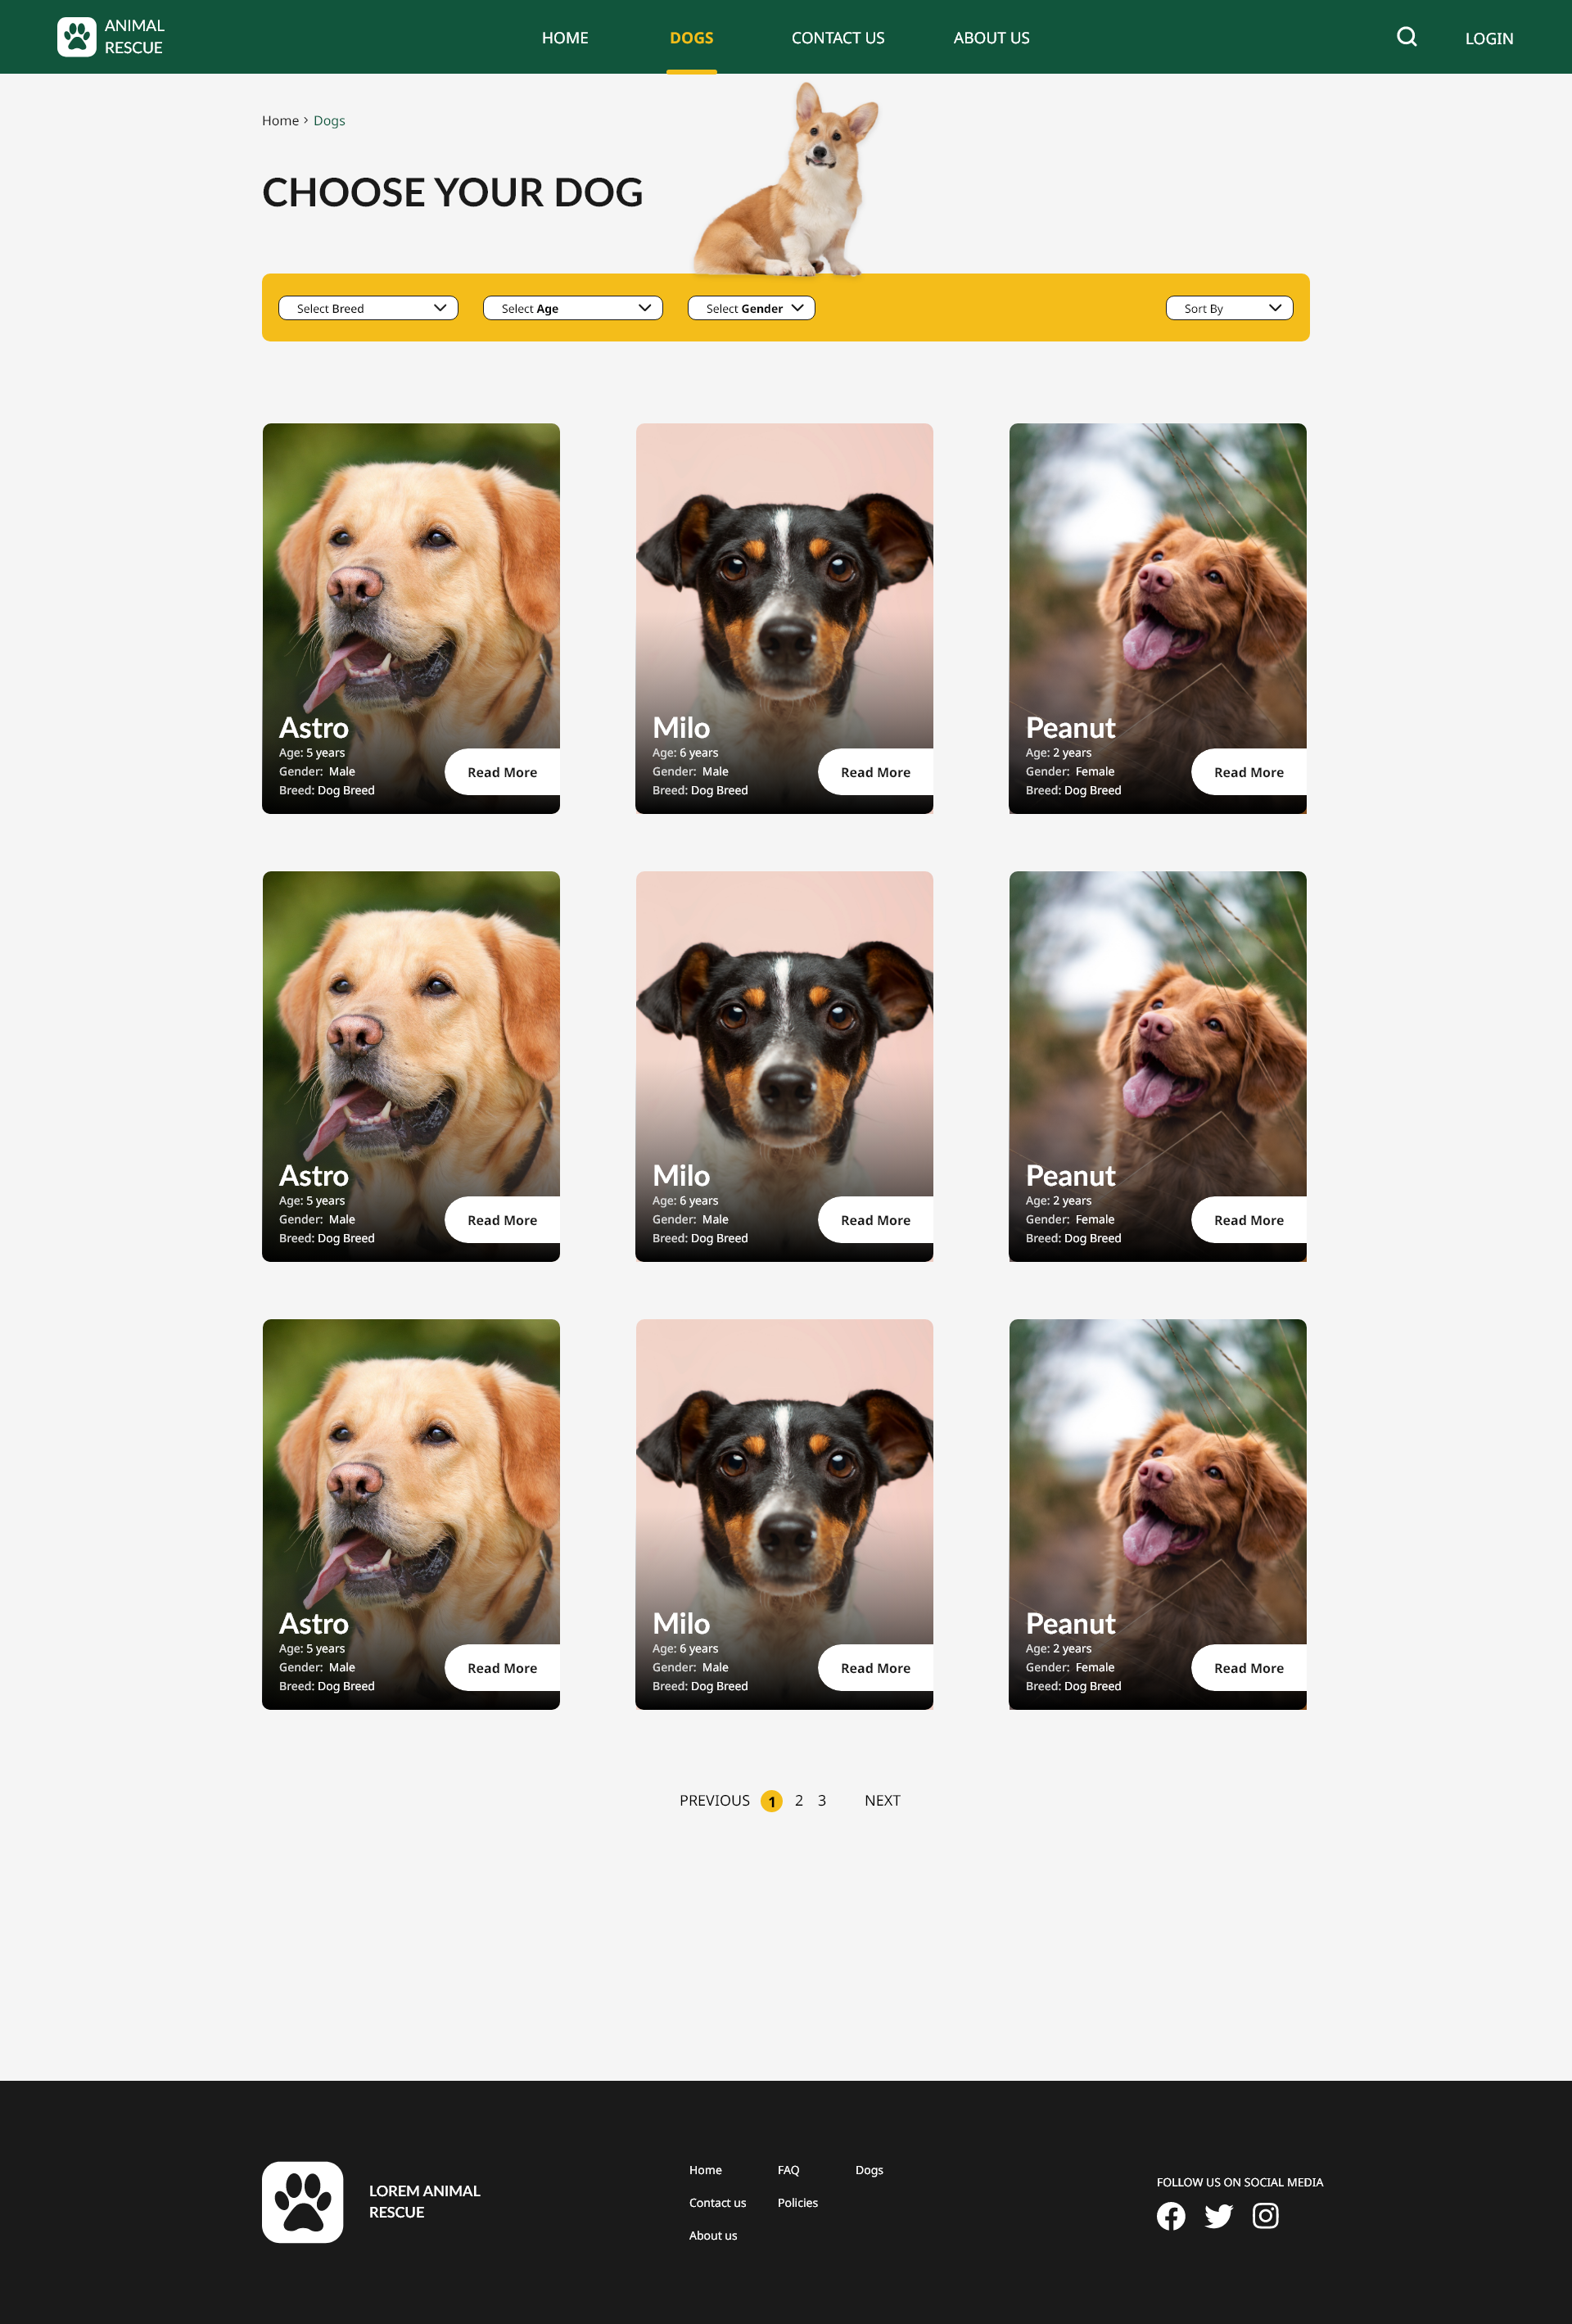 ANIMAL
RESCUE
HOME
DOGS
CONTACT US
ABOUT US
LOGIN
Home › Dogs
CHOOSE YOUR DOG
Select Breed
Select Age
Select Gender
Sort By
Astro
Age: 5 years
Gender: Male
Breed: Dog Breed
Read More
Milo
Age: 6 years
Gender: Male
Breed: Dog Breed
Read More
Peanut
Age: 2 years
Gender: Female
Breed: Dog Breed
Read More
Astro
Age: 5 years
Gender: Male
Breed: Dog Breed
Read More
Milo
Age: 6 years
Gender: Male
Breed: Dog Breed
Read More
Peanut
Age: 2 years
Gender: Female
Breed: Dog Breed
Read More
Astro
Age: 5 years
Gender: Male
Breed: Dog Breed
Read More
Milo
Age: 6 years
Gender: Male
Breed: Dog Breed
Read More
Peanut
Age: 2 years
Gender: Female
Breed: Dog Breed
Read More
PREVIOUS 1 2 3 NEXT
LOREM ANIMAL
RESCUE
Home
FAQ
Dogs
Contact us
Policies
About us
FOLLOW US ON SOCIAL MEDIA